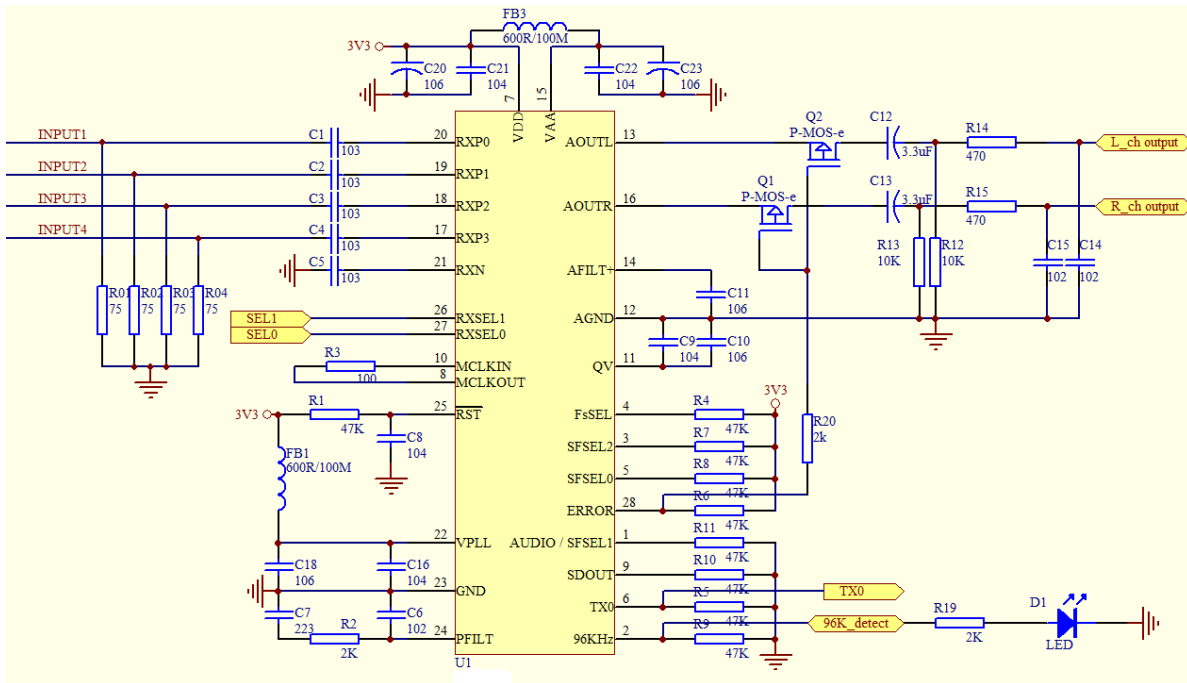 FB3
600R/100M
3V3
C20
106
C21
104
C22
104
C23
106
7
15
VDD
VAA
INPUT1
C1
103
20
RXP0
INPUT2
C2
103
19
RXP1
INPUT3
C3
103
18
RXP2
INPUT4
C4
103
17
RXP3
C5
103
21
RXN
R01
75
R02
75
R03
75
R04
75
SEL1
26
RXSEL1
SEL0
27
RXSEL0
R3
100
10
MCLKIN
8
MCLKOUT
3V3
R1
47K
25
RST
C8
104
FB1
600R/100M
22
VPLL
C18
106
C16
104
23
GND
C7
223
C6
102
R2
2K
24
PFILT
U1
AOUTL
13
Q2
P-MOS-e
C12
3.3uF
R14
470
L_ch output
AOUTR
16
Q1
P-MOS-e
C13
3.3uF
R15
470
R_ch output
R13
10K
R12
10K
C15
102
C14
102
AFILT+
14
C11
106
AGND
12
C9
104
C10
106
QV
11
3V3
FsSEL
4
R4
47K
R20
2k
SFSEL2
3
R7
47K
SFSEL0
5
R8
47K
ERROR
28
R6
47K
AUDIO / SFSEL1
1
R11
47K
SDOUT
9
R10
47K
TX0
6
R5
47K
TX0
96KHz
2
R9
47K
96K_detect
R19
2K
D1
LED